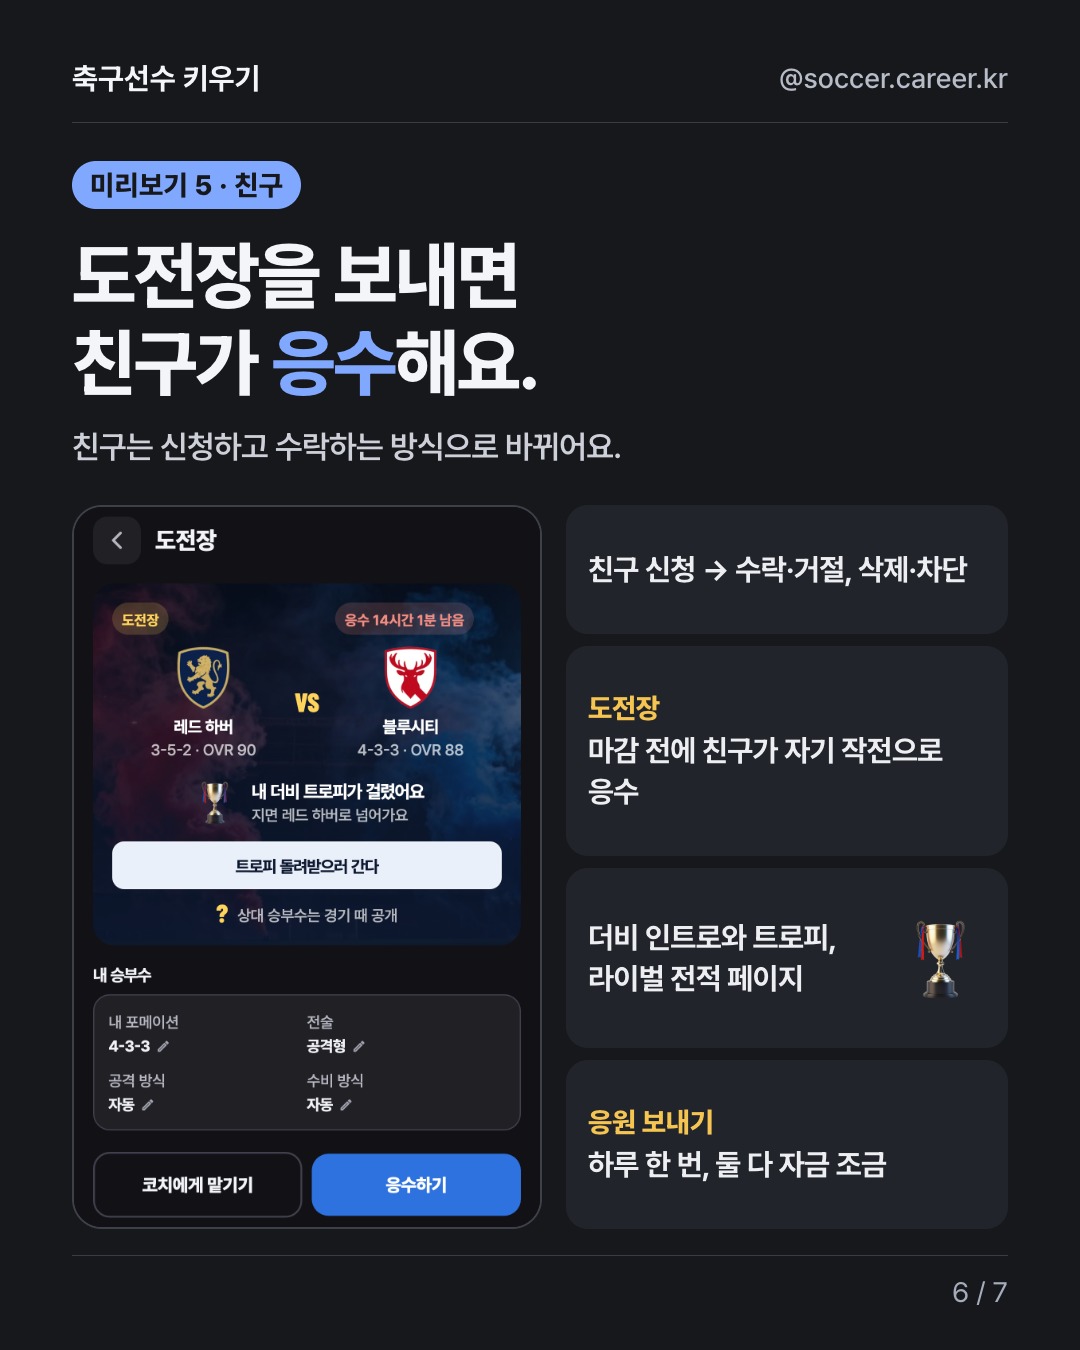 축구선수 키우기
@soccer.career.kr
미리보기 5 · 친구
도전장을 보내면
친구가 응수해요.
친구는 신청하고 수락하는 방식으로 바뀌어요.
도전장
도전장
응수 14시간 1분 남음
레드 하버
VS
블루시티
3-5-2 · OVR 90
4-3-3 · OVR 88
내 더비 트로피가 걸렸어요
지면 레드 하버로 넘어가요
트로피 돌려받으러 간다
? 상대 승부수는 경기 때 공개
내 승부수
내 포메이션
전술
4-3-3
공격형
공격 방식
수비 방식
자동
자동
코치에게 맡기기
응수하기
친구 신청 → 수락·거절, 삭제·차단
도전장
마감 전에 친구가 자기 작전으로
응수
더비 인트로와 트로피,
라이벌 전적 페이지
응원 보내기
하루 한 번, 둘 다 자금 조금
6 / 7